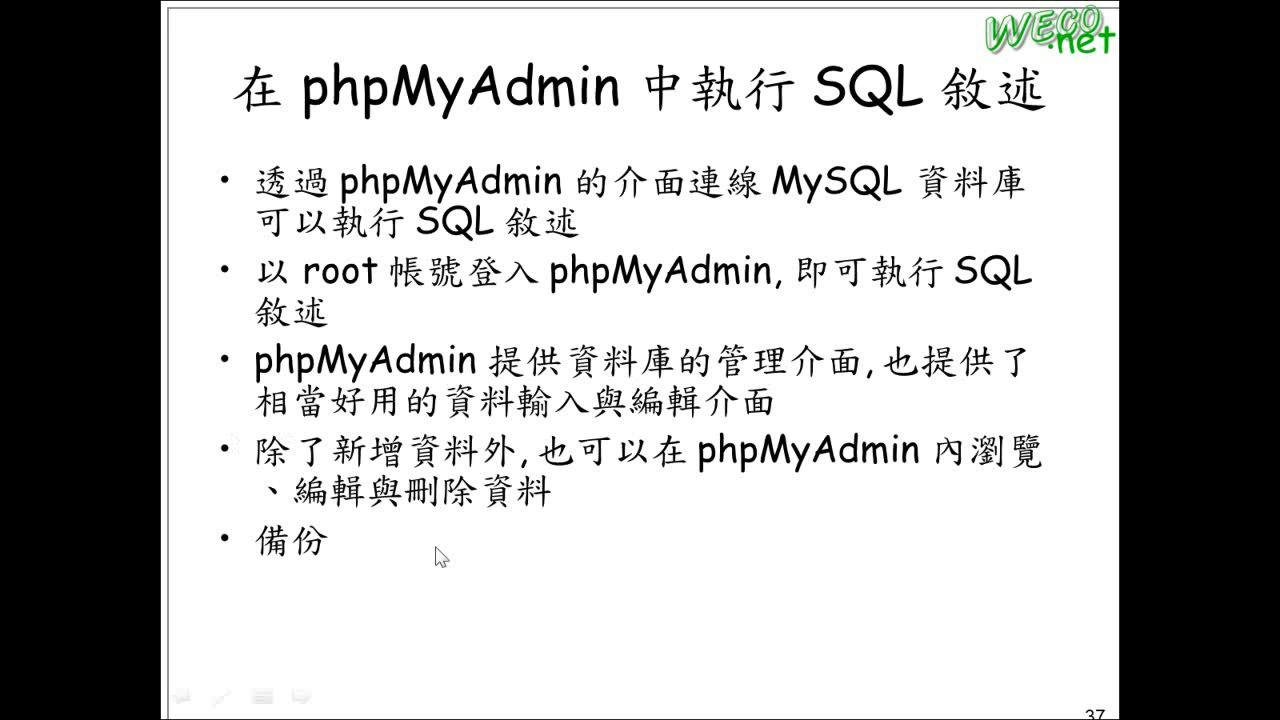 WECO
.net
在 phpMyAdmin 中執行 SQL 敘述
• 透過 phpMyAdmin 的介面連線 MySQL 資料庫
可以執行 SQL 敘述
• 以 root 帳號登入 phpMyAdmin, 即可執行 SQL
敘述
• phpMyAdmin 提供資料庫的管理介面, 也提供了
相當好用的資料輸入與編輯介面
• 除了新增資料外, 也可以在 phpMyAdmin 內瀏覽
、編輯與刪除資料
• 備份
37